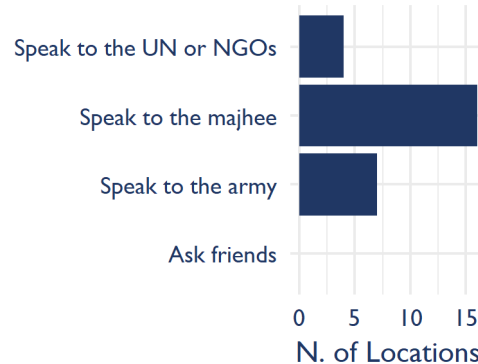 Speak to the UN or NGOs
Speak to the majhee
Speak to the army
Ask friends
0 5 10 15
N. of Locations